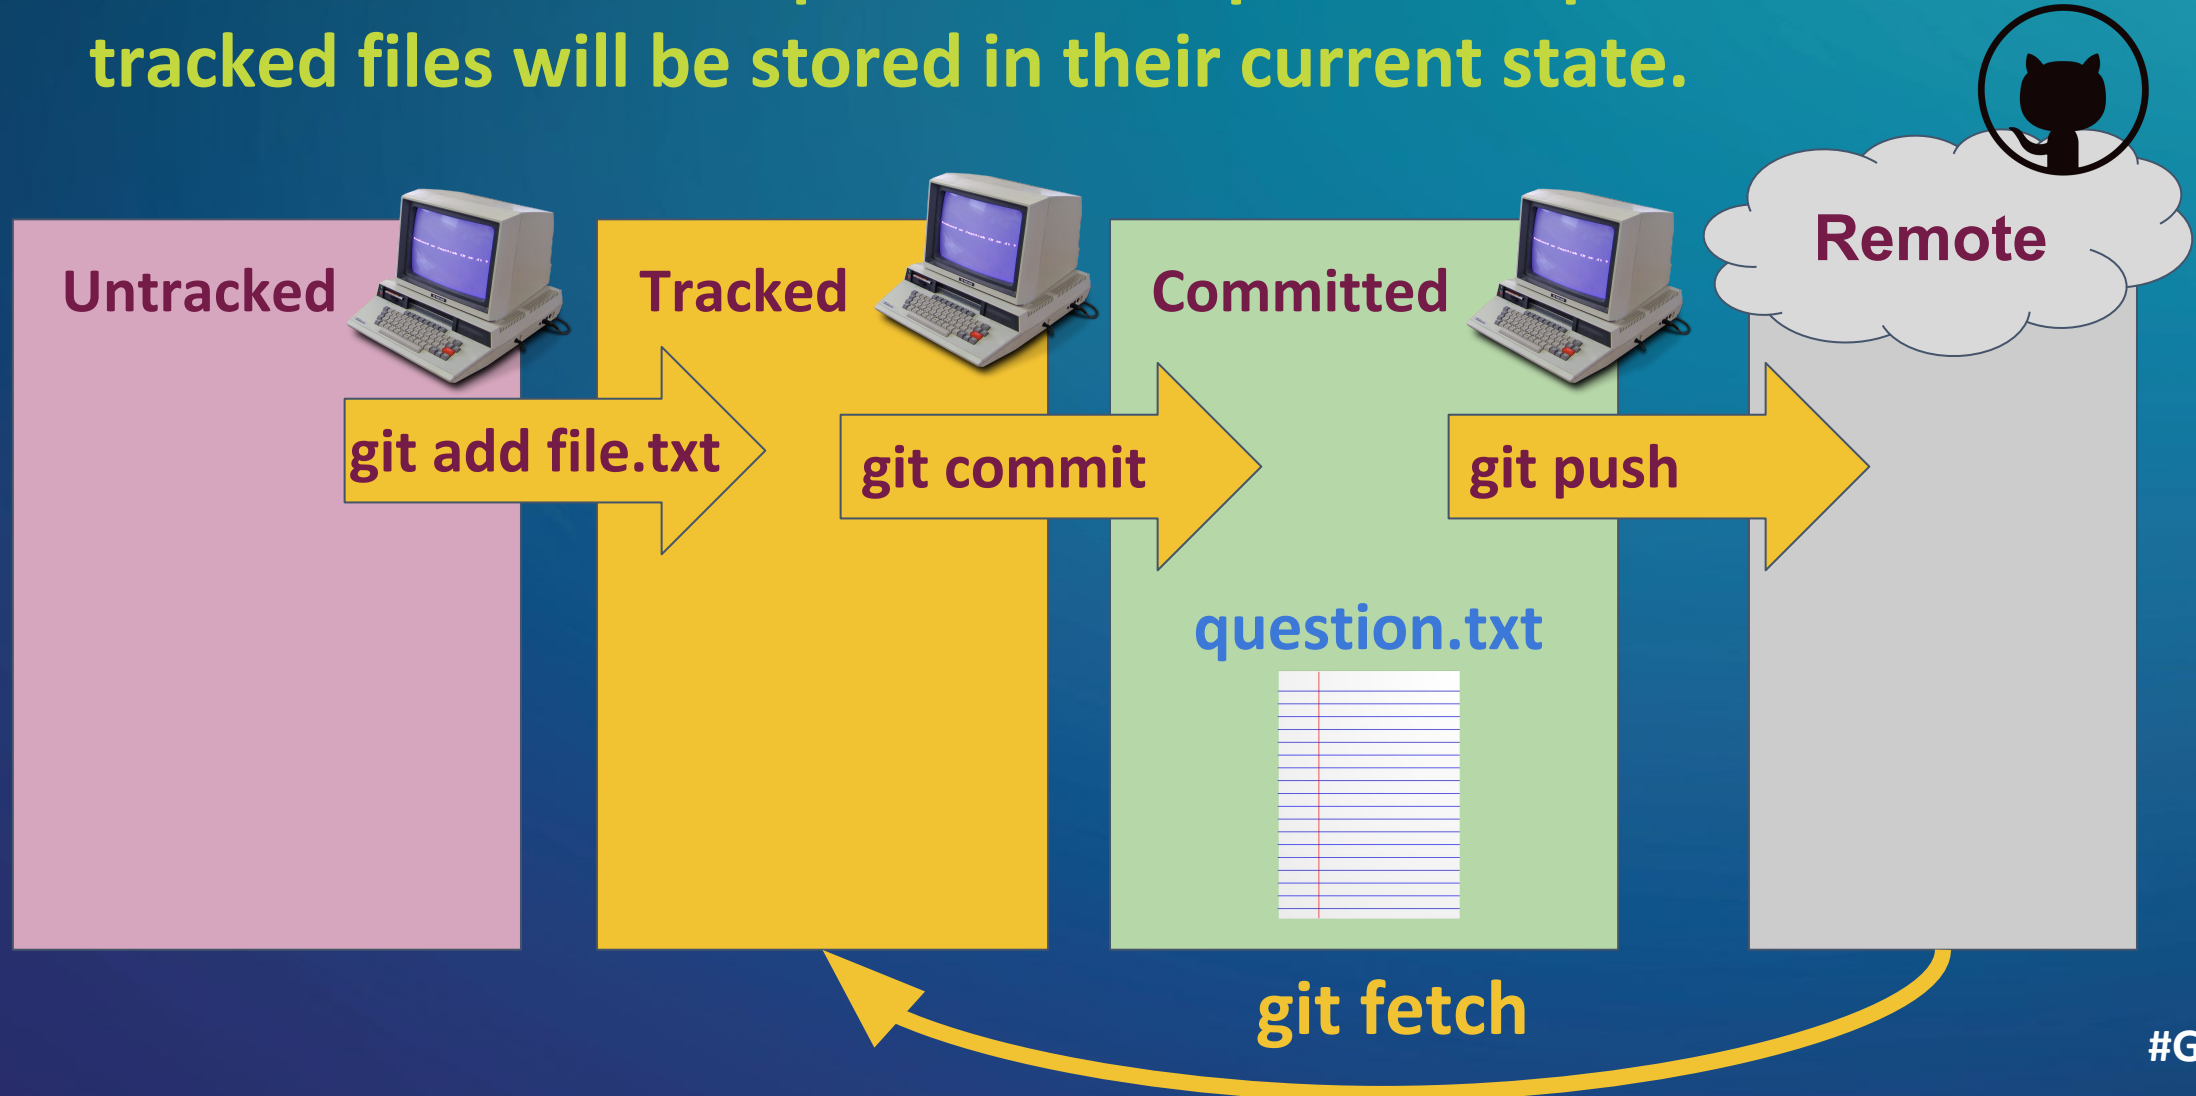 tracked files will be stored in their current state.
Untracked
Tracked
Committed
Remote
git add file.txt
git commit
git push
question.txt
git fetch
#G